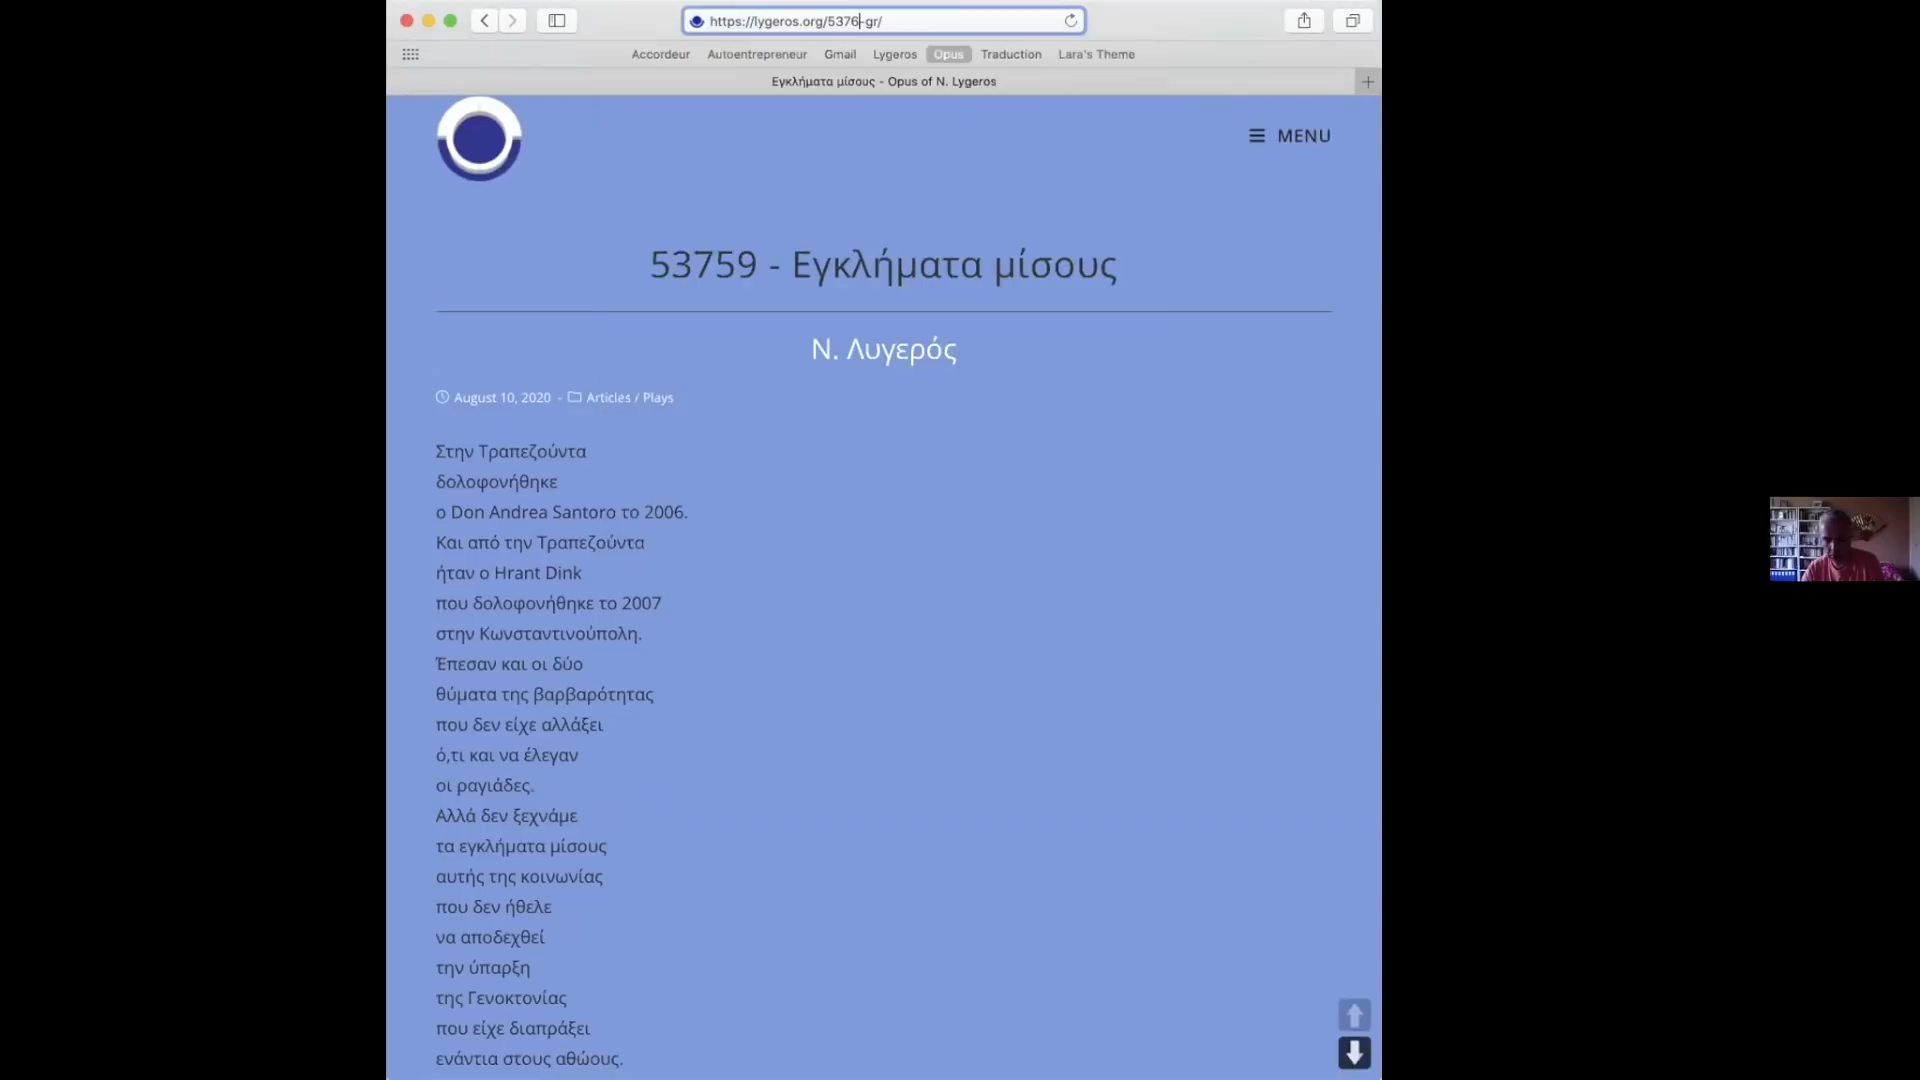 https://lygeros.org/5376-gr/
Accordeur Autoentrepreneur Gmail Lygeros Opus Traduction Lara's Theme
Εγκλήματα μίσους - Opus of N. Lygeros
MENU
53759 - Εγκλήματα μίσους
Ν. Λυγερός
August 10, 2020 - Articles / Plays
Στην Τραπεζούντα
δολοφονήθηκε
ο Don Andrea Santoro το 2006.
Και από την Τραπεζούντα
ήταν ο Hrant Dink
που δολοφονήθηκε το 2007
στην Κωνσταντινούπολη.
Έπεσαν και οι δύο
θύματα της βαρβαρότητας
που δεν είχε αλλάξει
ό,τι και να έλεγαν
οι ραγιάδες.
Αλλά δεν ξεχνάμε
τα εγκλήματα μίσους
αυτής της κοινωνίας
που δεν ήθελε
να αποδεχθεί
την ύπαρξη
της Γενοκτονίας
που είχε διαπράξει
ενάντια στους αθώους.